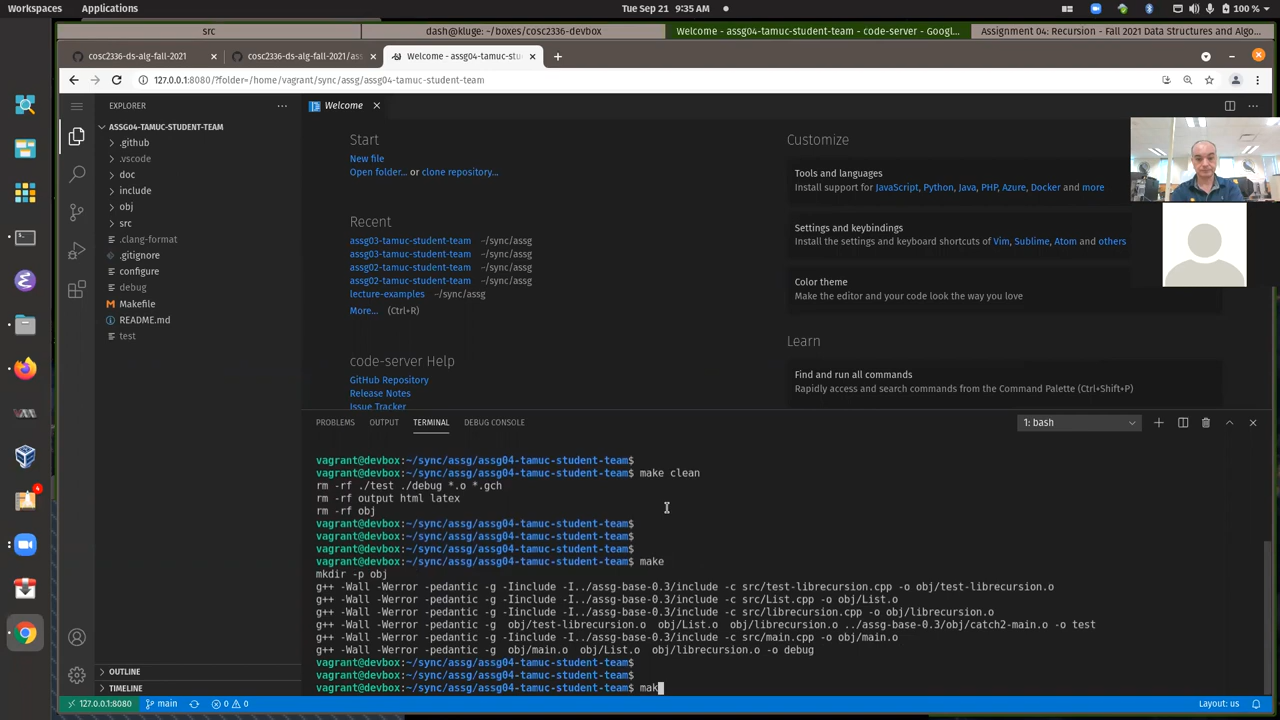 Workspaces Applications Tue Sep 21 9:35 AM 100 %
src dash@kluge: ~/boxes/cosc2336-devbox Welcome - assg04-tamuc-student-team - code-server - Googl... Assignment 04: Recursion - Fall 2021 Data Structures and Algo...
cosc2336-ds-alg-fall-2021 cosc2336-ds-alg-fall-2021/as Welcome - assg04-tamuc-stu
127.0.0.1:8080/?folder=/home/vagrant/sync/assg/assg04-tamuc-student-team
EXPLORER
Welcome
ASSG04-TAMUC-STUDENT-TEAM
.github
.vscode
doc
include
obj
src
.clang-format
.gitignore
configure
debug
Makefile
README.md
test
OUTLINE
TIMELINE
Start
New file
Open folder... or clone repository...
Recent
assg03-tamuc-student-team ~/sync/assg
assg03-tamuc-student-team ~/sync/assg
assg02-tamuc-student-team ~/sync/assg
assg02-tamuc-student-team ~/sync/assg
lecture-examples ~/sync/assg
More... (Ctrl+R)
code-server Help
GitHub Repository
Release Notes
Issue Tracker
Customize
Tools and languages
Install support for JavaScript, Python, Java, PHP, Azure, Docker and more
Settings and keybindings
Install the settings and keyboard shortcuts of Vim, Sublime, Atom and others
Color theme
Make the editor and your code look the way you love
Learn
Find and run all commands
Rapidly access and search commands from the Command Palette (Ctrl+Shift+P)
PROBLEMS OUTPUT TERMINAL DEBUG CONSOLE 1: bash
vagrant@devbox:~/sync/assg/assg04-tamuc-student-team$
vagrant@devbox:~/sync/assg/assg04-tamuc-student-team$ make clean
rm -rf ./test ./debug *.o *.gch
rm -rf output html latex
rm -rf obj
vagrant@devbox:~/sync/assg/assg04-tamuc-student-team$
vagrant@devbox:~/sync/assg/assg04-tamuc-student-team$
vagrant@devbox:~/sync/assg/assg04-tamuc-student-team$
vagrant@devbox:~/sync/assg/assg04-tamuc-student-team$ make
mkdir -p obj
g++ -Wall -Werror -pedantic -g -Iinclude -I../assg-base-0.3/include -c src/test-librecursion.cpp -o obj/test-librecursion.o
g++ -Wall -Werror -pedantic -g -Iinclude -I../assg-base-0.3/include -c src/List.cpp -o obj/List.o
g++ -Wall -Werror -pedantic -g -Iinclude -I../assg-base-0.3/include -c src/librecursion.cpp -o obj/librecursion.o
g++ -Wall -Werror -pedantic -g obj/test-librecursion.o obj/List.o obj/librecursion.o ../assg-base-0.3/obj/catch2-main.o -o test
g++ -Wall -Werror -pedantic -g -Iinclude -I../assg-base-0.3/include -c src/main.cpp -o obj/main.o
g++ -Wall -Werror -pedantic -g obj/main.o obj/List.o obj/librecursion.o -o debug
vagrant@devbox:~/sync/assg/assg04-tamuc-student-team$
vagrant@devbox:~/sync/assg/assg04-tamuc-student-team$
vagrant@devbox:~/sync/assg/assg04-tamuc-student-team$ mak
127.0.0.1:8080 main 0 0 Layout: us